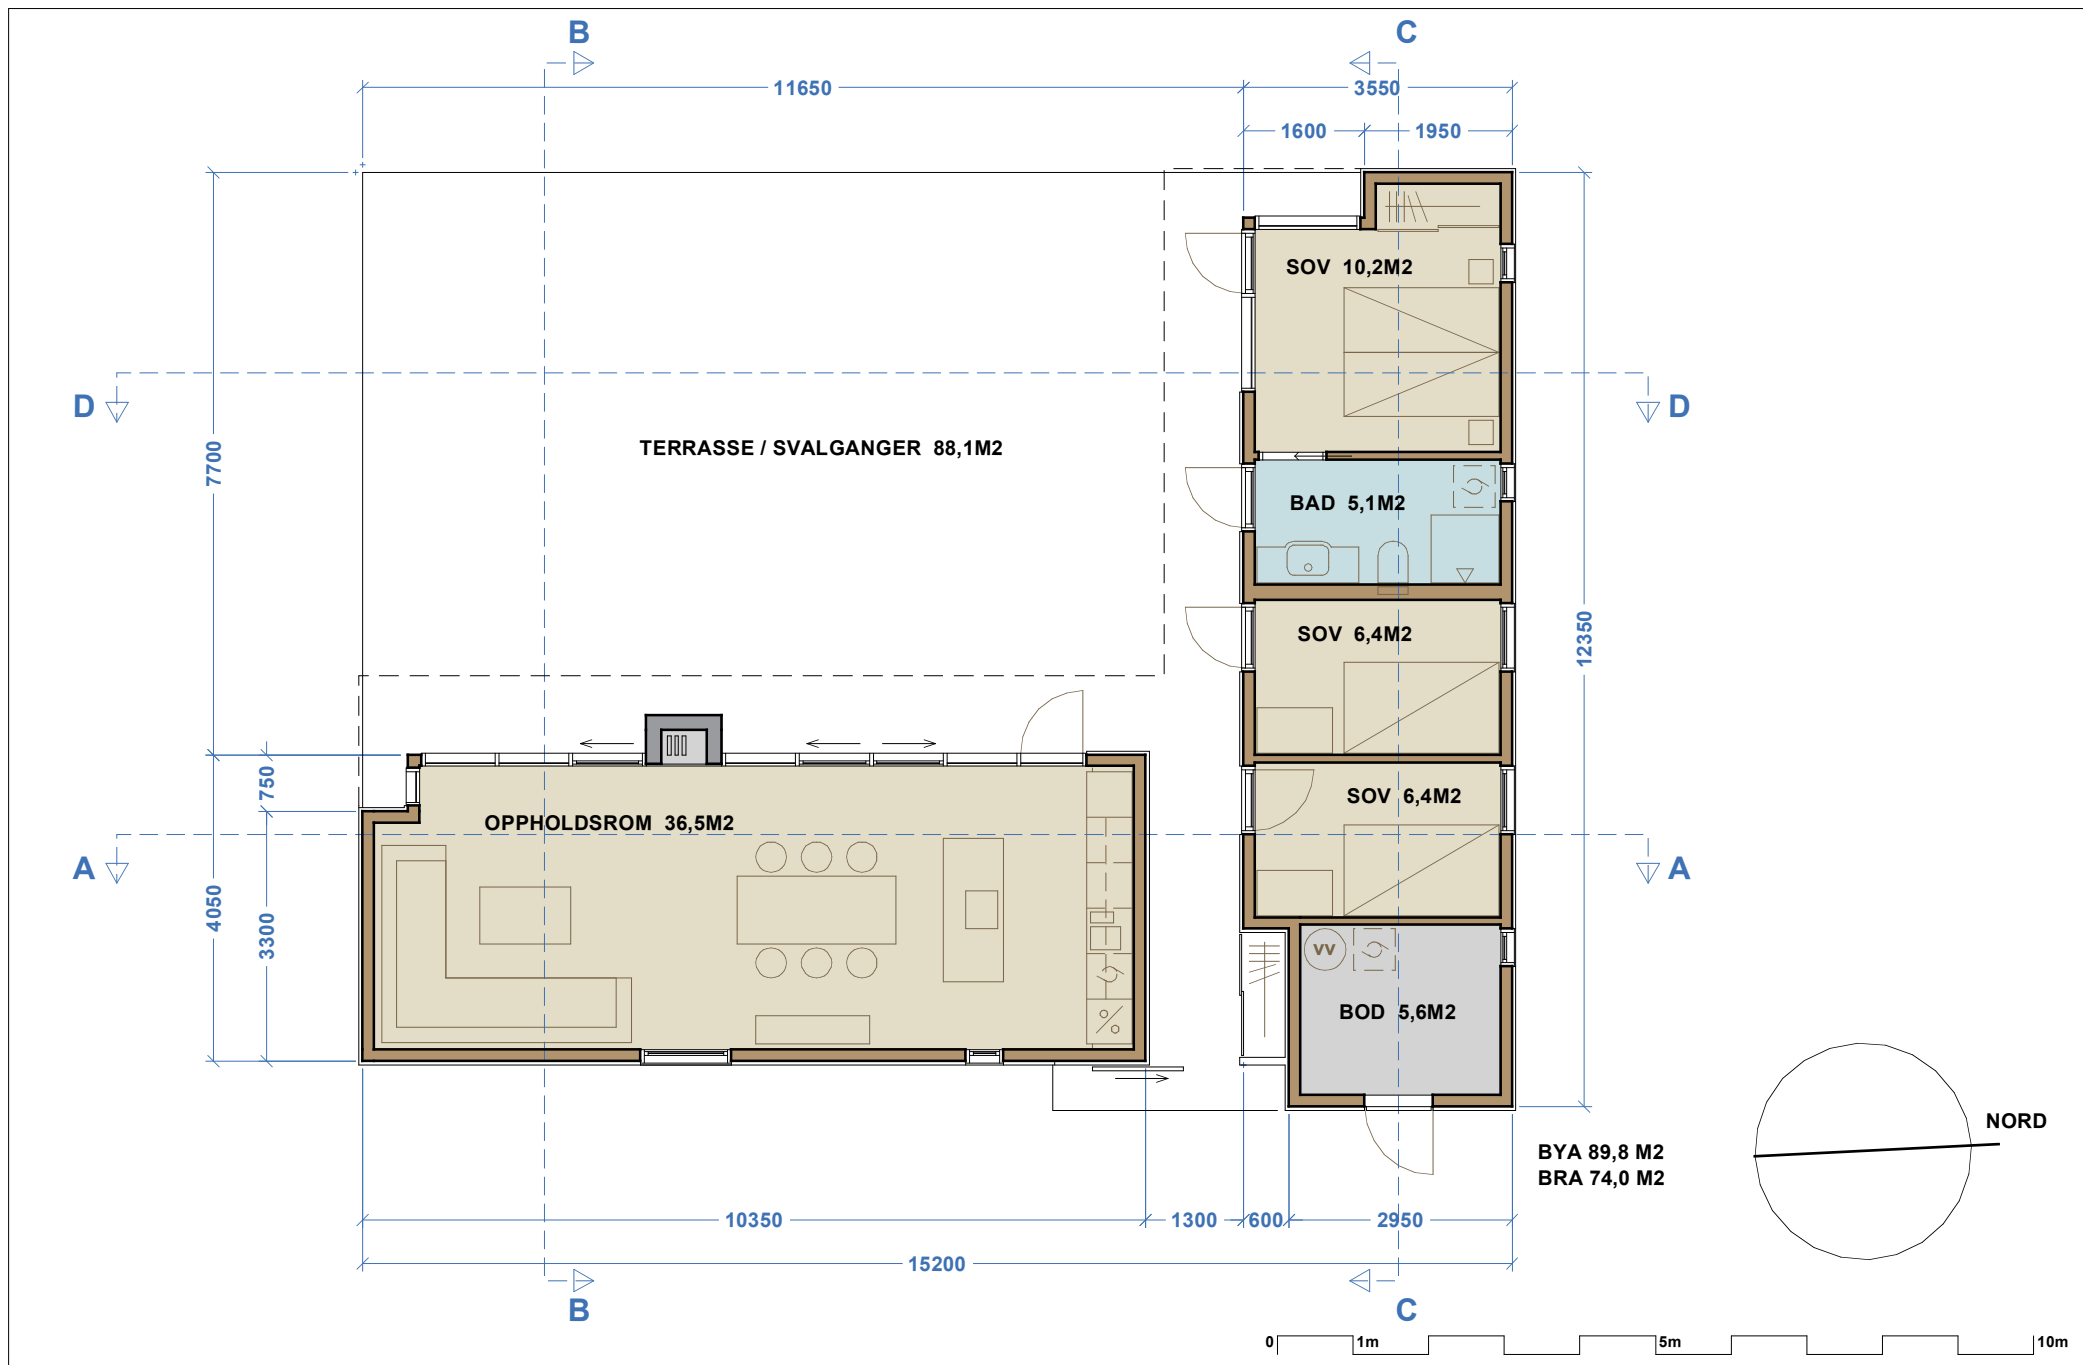 B
C
11650
3550
1600
1950
SOV 10,2M2
D
D
TERRASSE / SVALGANGER 88,1M2
7700
BAD 5,1M2
SOV 6,4M2
12350
750
SOV 6,4M2
OPPHOLDSROM 36,5M2
A
A
4050
3300
VV
BOD 5,6M2
NORD
BYA 89,8 M2
BRA 74,0 M2
10350
1300
600
2950
15200
B
C
0
1m
5m
10m